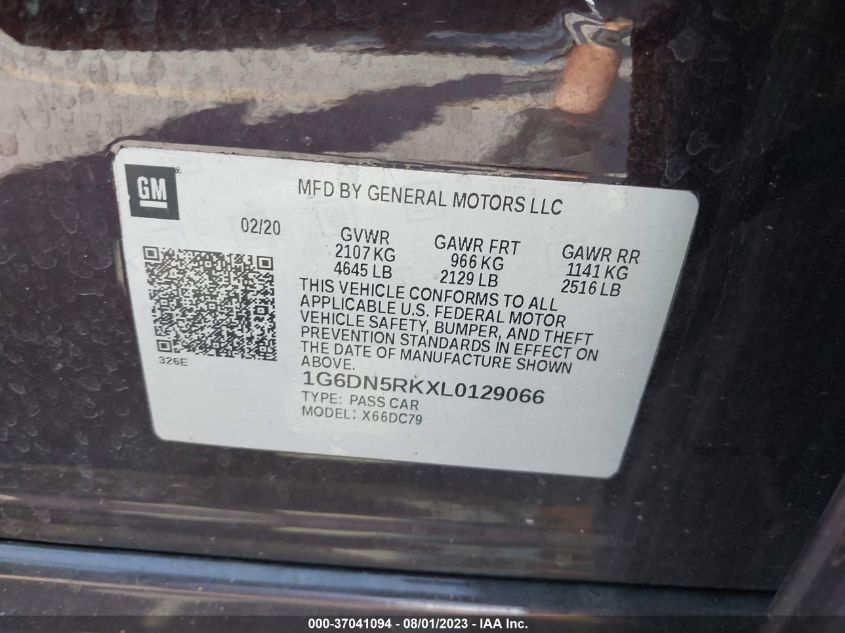 GM
MFD BY GENERAL MOTORS LLC
02/20
GVWR
2107 KG
4645 LB
GAWR FRT
966 KG
2129 LB
GAWR RR
1141 KG
2516 LB
THIS VEHICLE CONFORMS TO ALL
APPLICABLE U.S. FEDERAL MOTOR
VEHICLE SAFETY, BUMPER, AND THEFT
PREVENTION STANDARDS IN EFFECT ON
THE DATE OF MANUFACTURE SHOWN
ABOVE.
326E
1G6DN5RKXL0129066
TYPE: PASS CAR
MODEL: X66DC79
000-37041094 - 08/01/2023 - COPYRIGHT IAA, Inc.